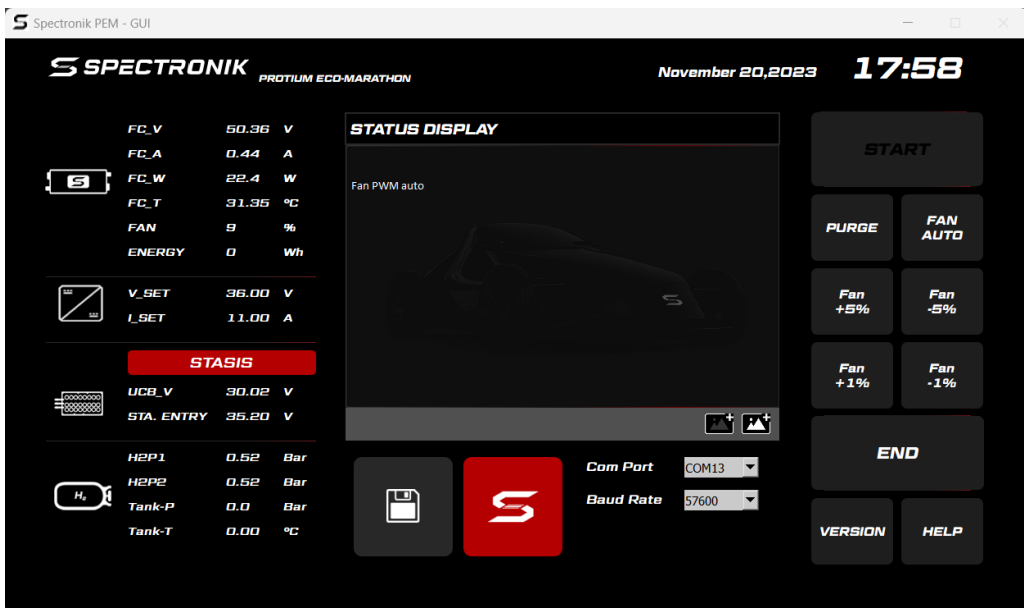 Spectronik PEM - GUI
SPECTRONIK PROTIUM ECO-MARATHON
November 20,2023
17:58
FC_V 50.36 V
FC_A 0.44 A
FC_W 22.4 W
FC_T 31.35 ºC
FAN 9 %
ENERGY 0 Wh
V_SET 36.00 V
I_SET 11.00 A
STASIS
UCB_V 30.02 V
STA. ENTRY 35.20 V
H2P1 0.52 Bar
H2P2 0.52 Bar
Tank-P 0.0 Bar
Tank-T 0.00 ºC
H₂
STATUS DISPLAY
Fan PWM auto
Com Port COM13
Baud Rate 57600
START
PURGE
FAN
AUTO
Fan
+5%
Fan
-5%
Fan
+1%
Fan
-1%
END
VERSION
HELP